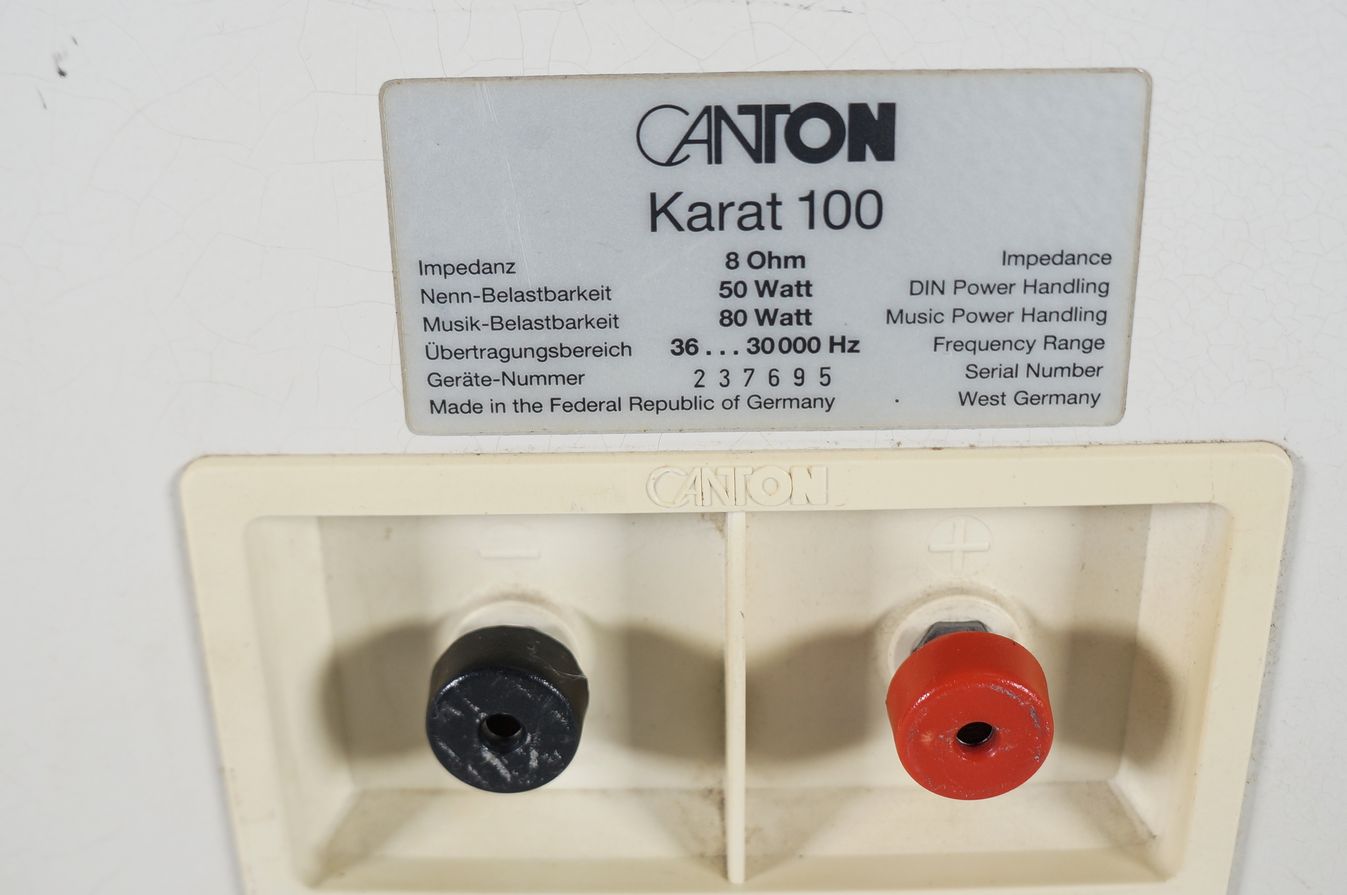 CANTON
Karat 100
Impedanz 8 Ohm Impedance
Nenn-Belastbarkeit 50 Watt DIN Power Handling
Musik-Belastbarkeit 80 Watt Music Power Handling
Übertragungsbereich 36...30000 Hz Frequency Range
Geräte-Nummer 237695 Serial Number
Made in the Federal Republic of Germany . West Germany
CANTON
− +